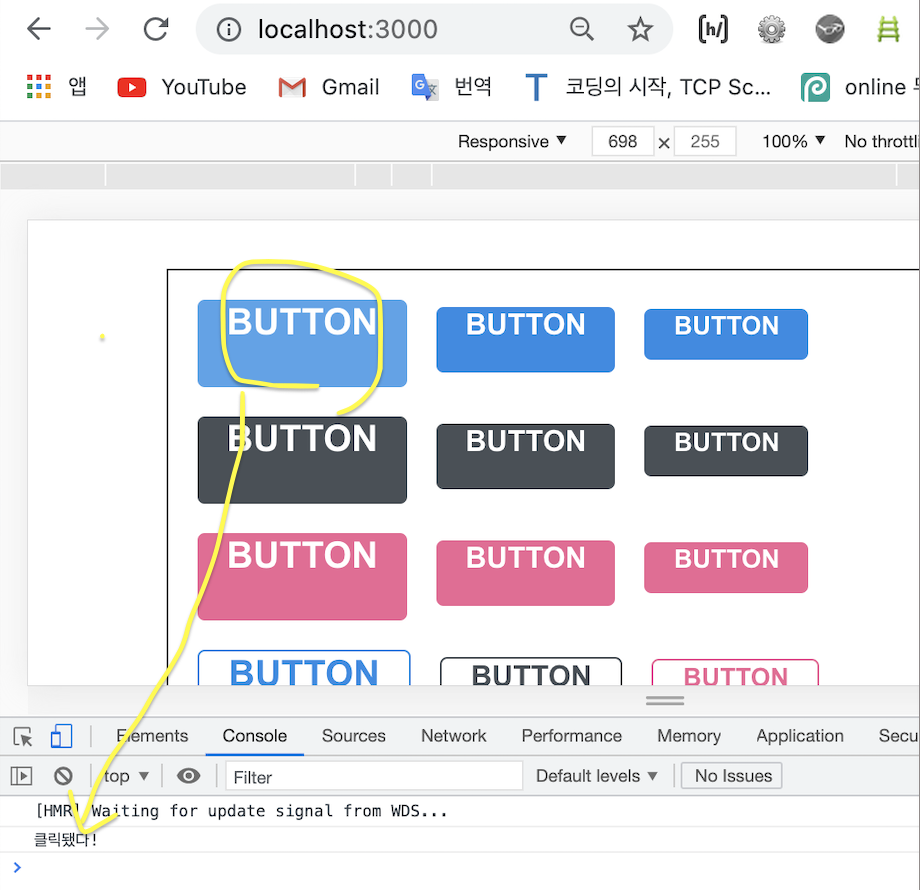 localhost:3000
앱 YouTube Gmail 번역 코딩의 시작, TCP Sc... online
Responsive ▼ 698 × 255 100% ▼ No throttli
BUTTON BUTTON BUTTON
BUTTON BUTTON BUTTON
BUTTON BUTTON BUTTON
BUTTON BUTTON BUTTON
Elements Console Sources Network Performance Memory Application Secu
top ▼ Filter Default levels ▼ No Issues
[HMR] Waiting for update signal from WDS...
클릭됐다!